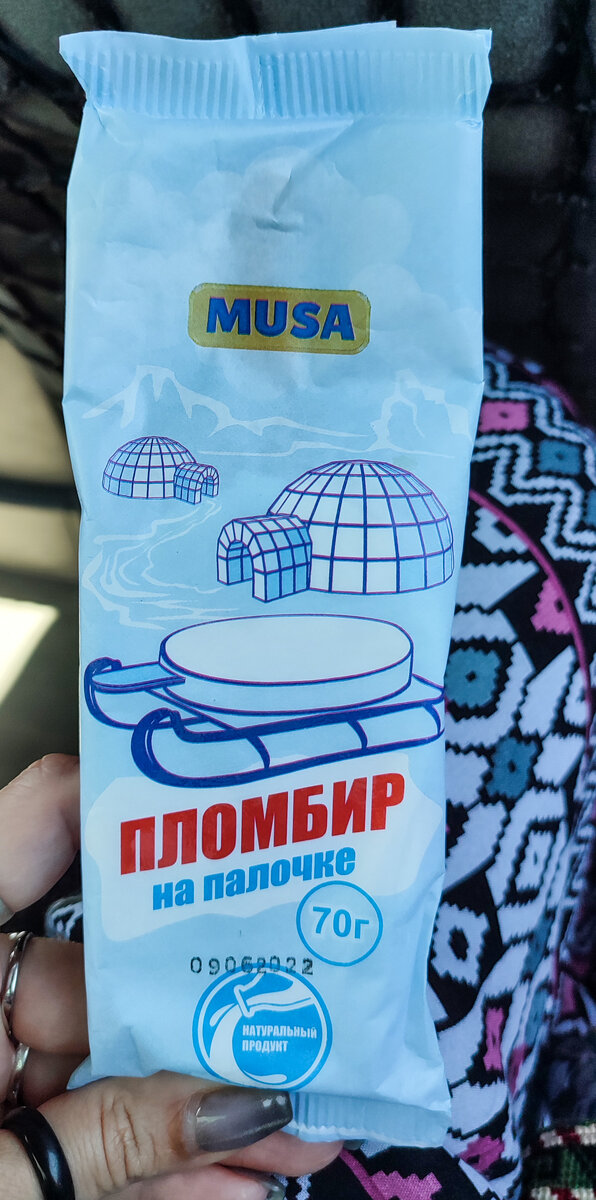 MUSA
ПЛОМБИР
на палочке
70г
09062022
НАТУРАЛЬНЫЙ
ПРОДУКТ